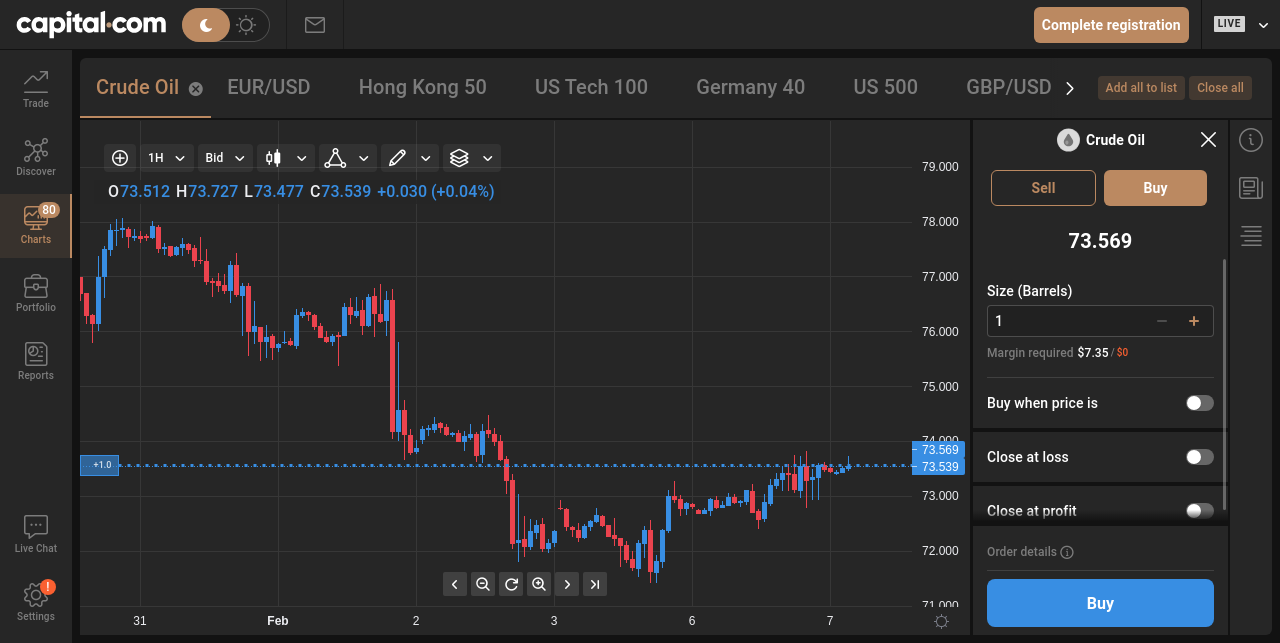 capital.com
Complete registration
LIVE
Trade
Discover
80
Charts
Portfolio
Reports
Live Chat
!
Settings
Crude Oil
EUR/USD
Hong Kong 50
US Tech 100
Germany 40
US 500
GBP/USD
Add all to list
Close all
1H
Bid
O73.512 H73.727 L73.477 C73.539 +0.030 (+0.04%)
79.000
78.000
77.000
76.000
75.000
74.000
73.569
73.539
73.000
72.000
71.000
+1.0
31
Feb
2
3
6
7
Crude Oil
Sell
Buy
73.569
Size (Barrels)
1
Margin required $7.35 / $0
Buy when price is
Close at loss
Close at profit
Order details
Buy